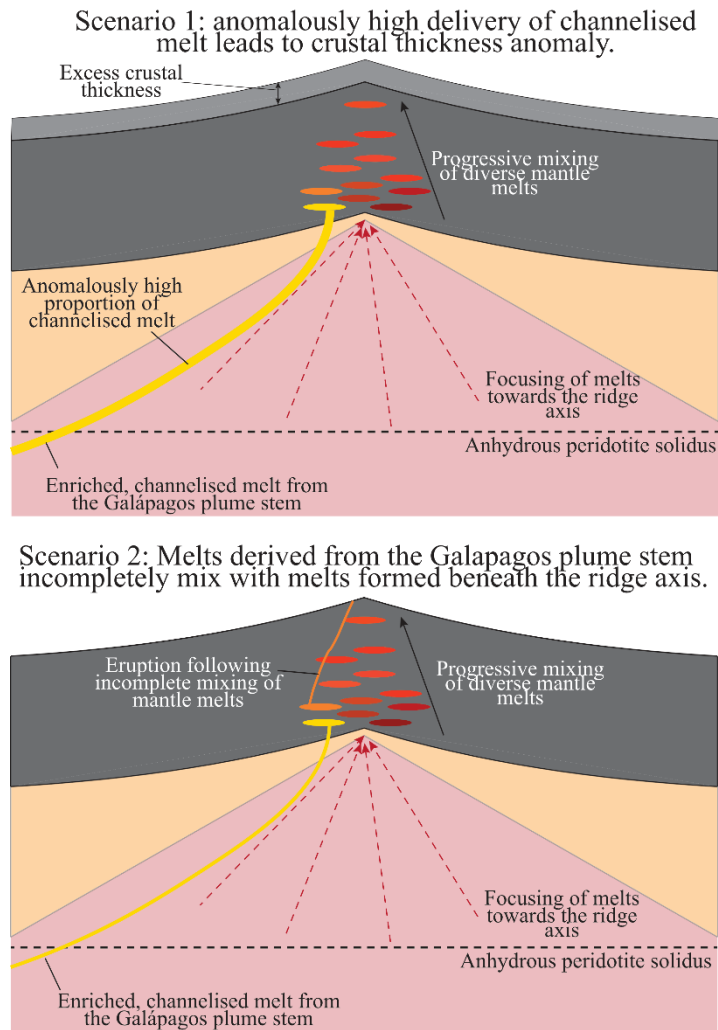 Scenario 1: anomalously high delivery of channelised
melt leads to crustal thickness anomaly.
Excess crustal
thickness
Progressive mixing
of diverse mantle
melts
Anomalously high
proportion of
channelised melt
Focusing of melts
towards the ridge
axis
Anhydrous peridotite solidus
Enriched, channelised melt from
the Galápagos plume stem
Scenario 2: Melts derived from the Galapagos plume stem
incompletely mix with melts formed beneath the ridge axis.
Eruption following
incomplete mixing of
mantle melts
Progressive mixing
of diverse mantle
melts
Focusing of melts
towards the ridge
axis
Anhydrous peridotite solidus
Enriched, channelised melt from
the Galápagos plume stem